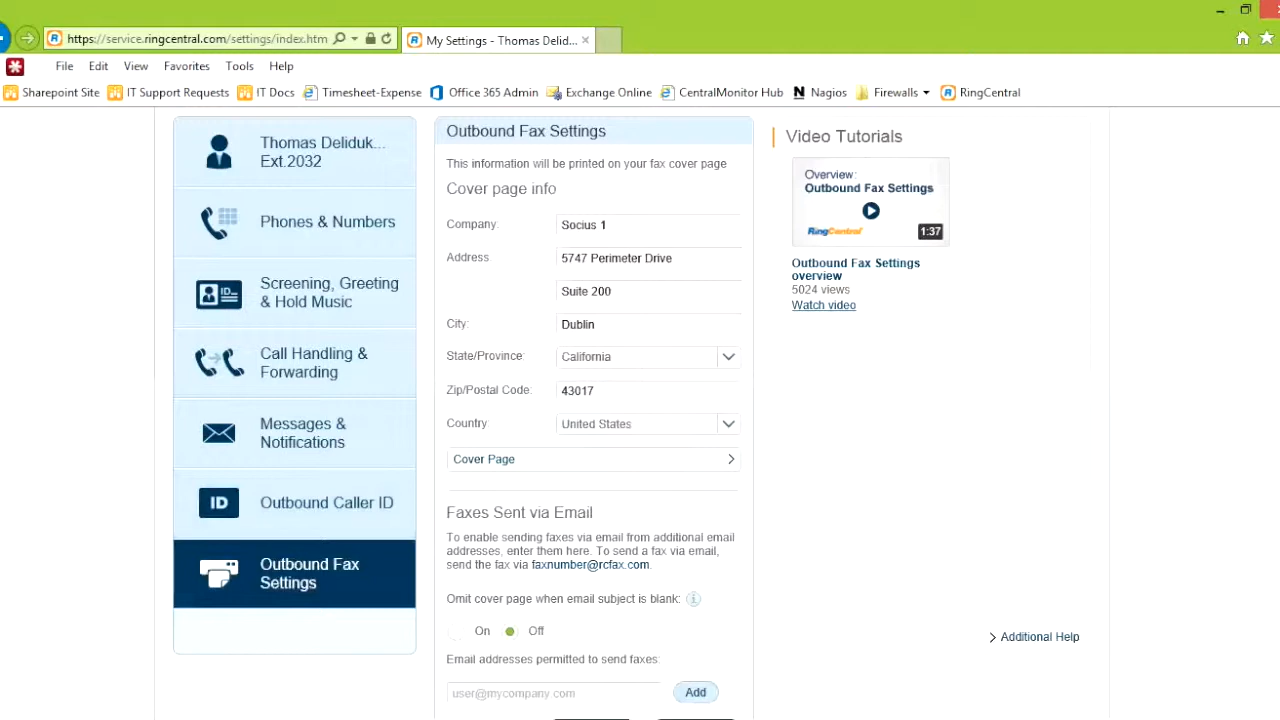 https://service.ringcentral.com/settings/index.htm
My Settings - Thomas Delid...
File Edit View Favorites Tools Help
Sharepoint Site IT Support Requests IT Docs Timesheet-Expense Office 365 Admin Exchange Online CentralMonitor Hub Nagios Firewalls RingCentral
Thomas Deliduk...
Ext.2032
Phones & Numbers
Screening, Greeting
& Hold Music
Call Handling &
Forwarding
Messages &
Notifications
ID
Outbound Caller ID
Outbound Fax
Settings
Outbound Fax Settings
This information will be printed on your fax cover page
Cover page info
Company: Socius 1
Address 5747 Perimeter Drive
Suite 200
City: Dublin
State/Province: California
Zip/Postal Code: 43017
Country: United States
Cover Page
Faxes Sent via Email
To enable sending faxes via email from additional email
addresses, enter them here. To send a fax via email,
send the fax via faxnumber@rcfax.com.
Omit cover page when email subject is blank:
On Off
Email addresses permitted to send faxes:
user@mycompany.com Add
Video Tutorials
Overview:
Outbound Fax Settings
RingCentral 1:37
Outbound Fax Settings
overview
5024 views
Watch video
Additional Help